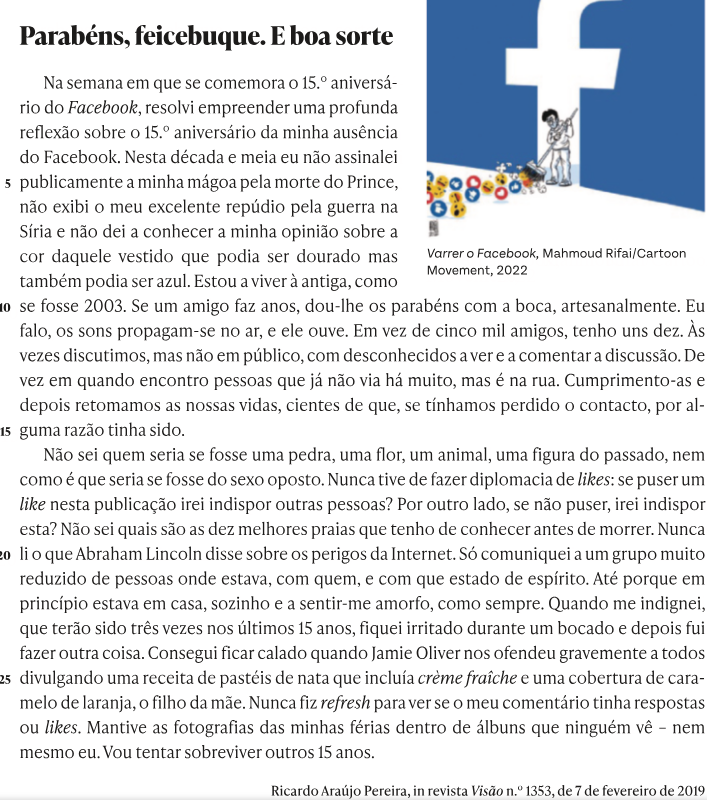 Parabéns, feicebuque. E boa sorte
Na semana em que se comemora o 15.º aniversá-
rio do Facebook, resolvi empreender uma profunda
reflexão sobre o 15.º aniversário da minha ausência
do Facebook. Nesta década e meia eu não assinalei
5 publicamente a minha mágoa pela morte do Prince,
não exibi o meu excelente repúdio pela guerra na
Síria e não dei a conhecer a minha opinião sobre a
cor daquele vestido que podia ser dourado mas
também podia ser azul. Estou a viver à antiga, como
10 se fosse 2003. Se um amigo faz anos, dou-lhe os parabéns com a boca, artesanalmente. Eu
falo, os sons propagam-se no ar, e ele ouve. Em vez de cinco mil amigos, tenho uns dez. Às
vezes discutimos, mas não em público, com desconhecidos a ver e a comentar a discussão. De
vez em quando encontro pessoas que já não via há muito, mas é na rua. Cumprimento-as e
depois retomamos as nossas vidas, cientes de que, se tínhamos perdido o contacto, por al-
15 guma razão tinha sido.
Não sei quem seria se fosse uma pedra, uma flor, um animal, uma figura do passado, nem
como é que seria se fosse do sexo oposto. Nunca tive de fazer diplomacia de likes: se puser um
like nesta publicação irei indispor outras pessoas? Por outro lado, se não puser, irei indispor
esta? Não sei quais são as dez melhores praias que tenho de conhecer antes de morrer. Nunca
20 li o que Abraham Lincoln disse sobre os perigos da Internet. Só comuniquei a um grupo muito
reduzido de pessoas onde estava, com quem, e com que estado de espírito. Até porque em
princípio estava em casa, sozinho e a sentir-me amorfo, como sempre. Quando me indignei,
que terão sido três vezes nos últimos 15 anos, fiquei irritado durante um bocado e depois fui
fazer outra coisa. Consegui ficar calado quando Jamie Oliver nos ofendeu gravemente a todos
25 divulgando uma receita de pastéis de nata que incluía crème fraîche e uma cobertura de cara-
melo de laranja, o filho da mãe. Nunca fiz refresh para ver se o meu comentário tinha respostas
ou likes. Mantive as fotografias das minhas férias dentro de álbuns que ninguém vê – nem
mesmo eu. Vou tentar sobreviver outros 15 anos.
Ricardo Araújo Pereira, in revista Visão n.º 1353, de 7 de fevereiro de 2019
f
Varrer o Facebook, Mahmoud Rifai/Cartoon
Movement, 2022